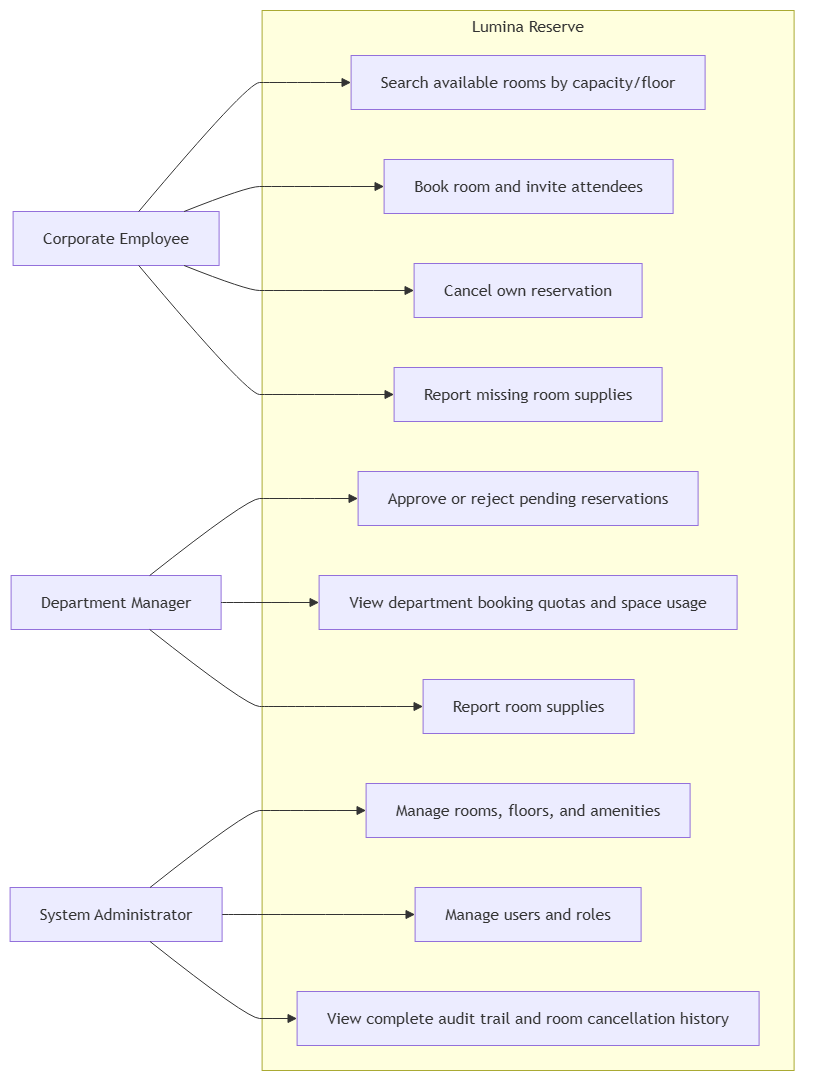 Lumina Reserve
Search available rooms by capacity/floor
Book room and invite attendees
Corporate Employee
Cancel own reservation
Report missing room supplies
Approve or reject pending reservations
Department Manager
View department booking quotas and space usage
Report room supplies
Manage rooms, floors, and amenities
System Administrator
Manage users and roles
View complete audit trail and room cancellation history